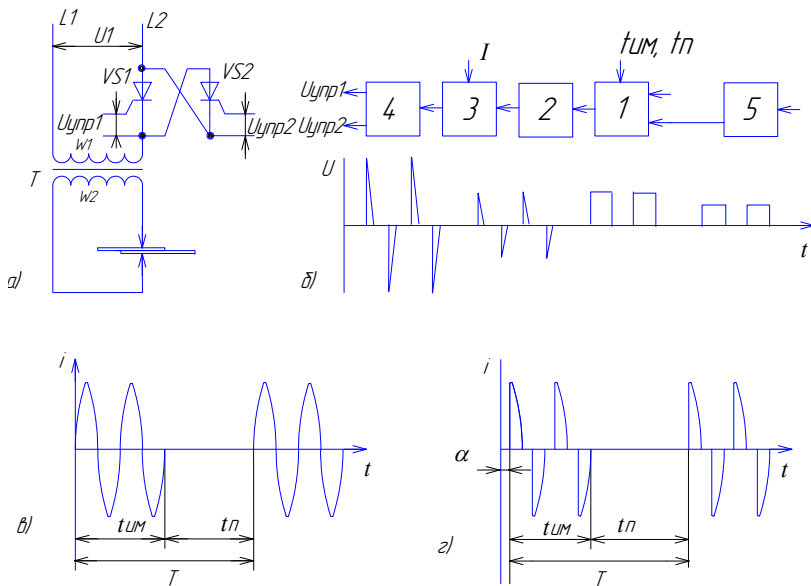 L1 L2
U1
VS1 VS2
Uупр1 Uупр2
W1
T
W2
а)
I tим, tп
Uупр1
Uупр2
4 3 2 1 5
U
t
б)
i
t
tим tп
T
в)
i
α
t
tим tп
T
г)